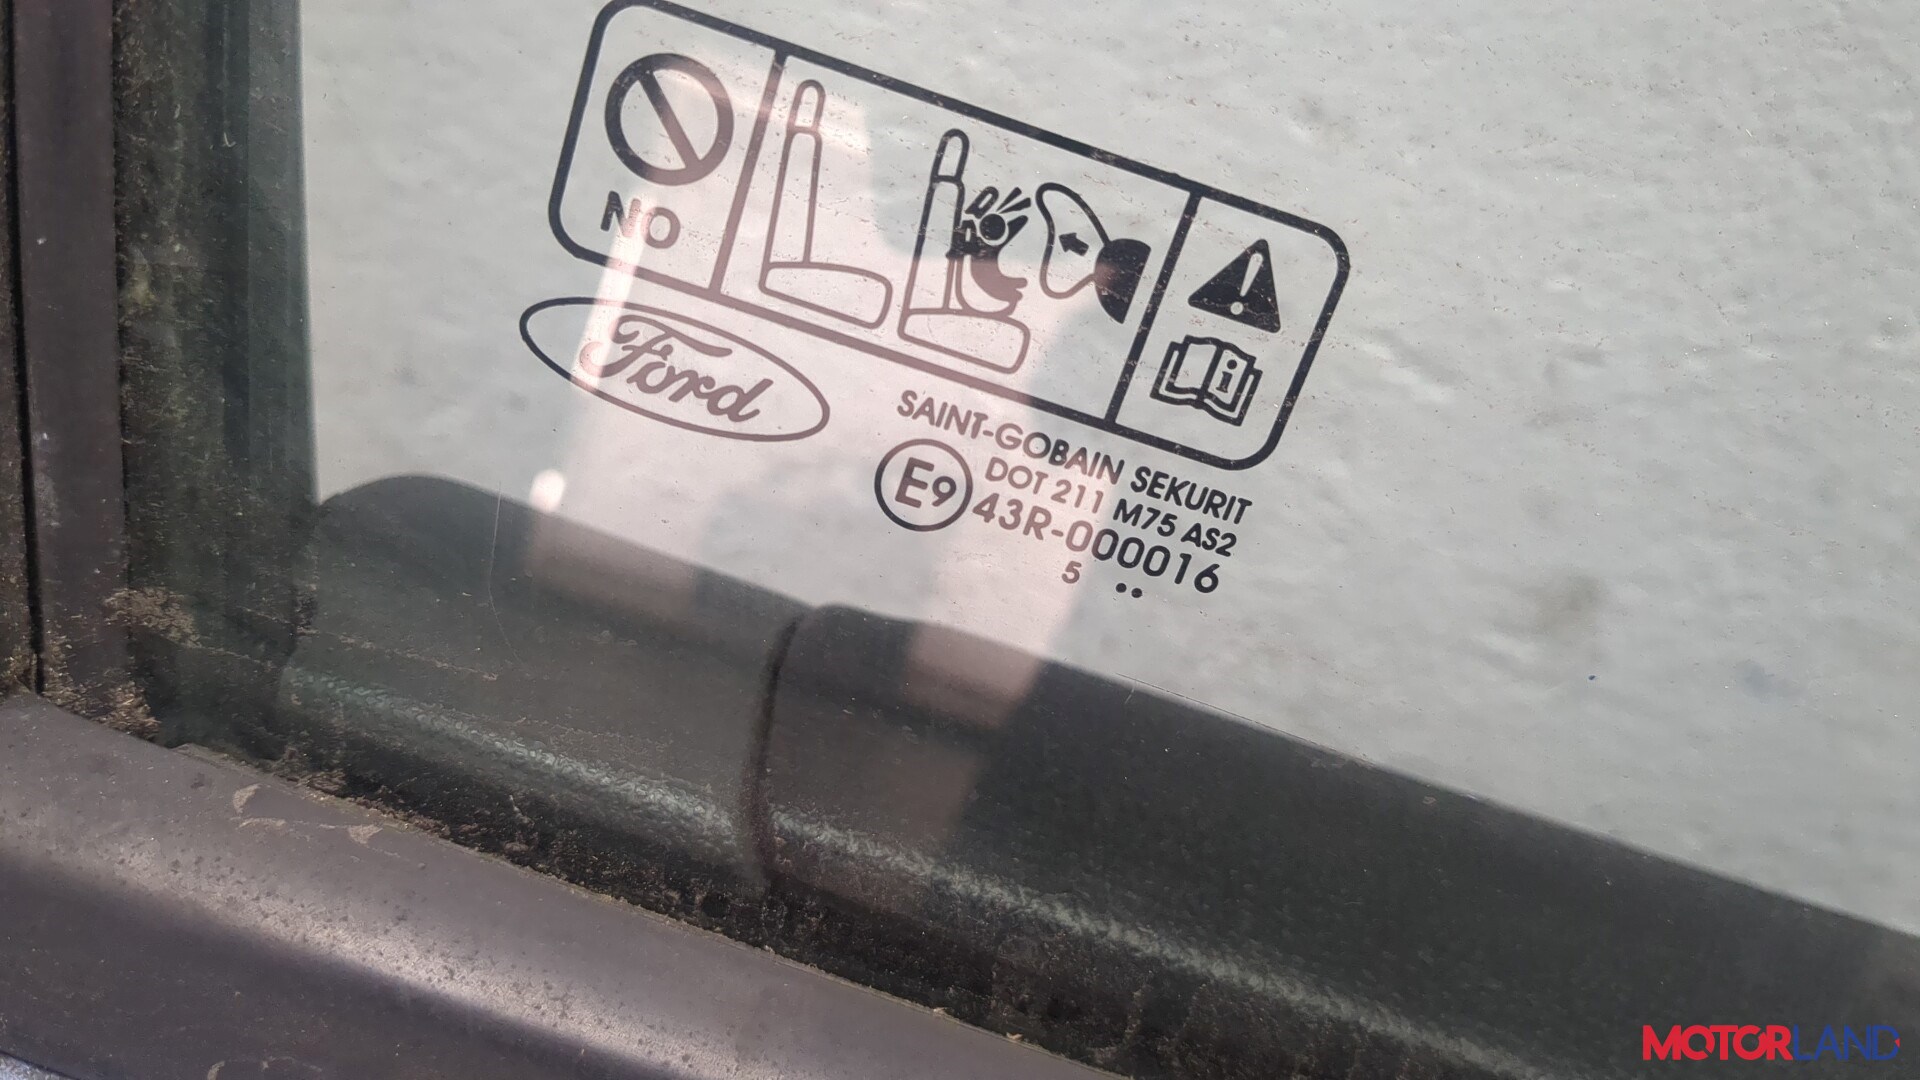 NO
Ford
SAINT-GOBAIN SEKURIT
DOT 211 M75 AS2
E9 43R-000016
5 ••
MOTORLAND